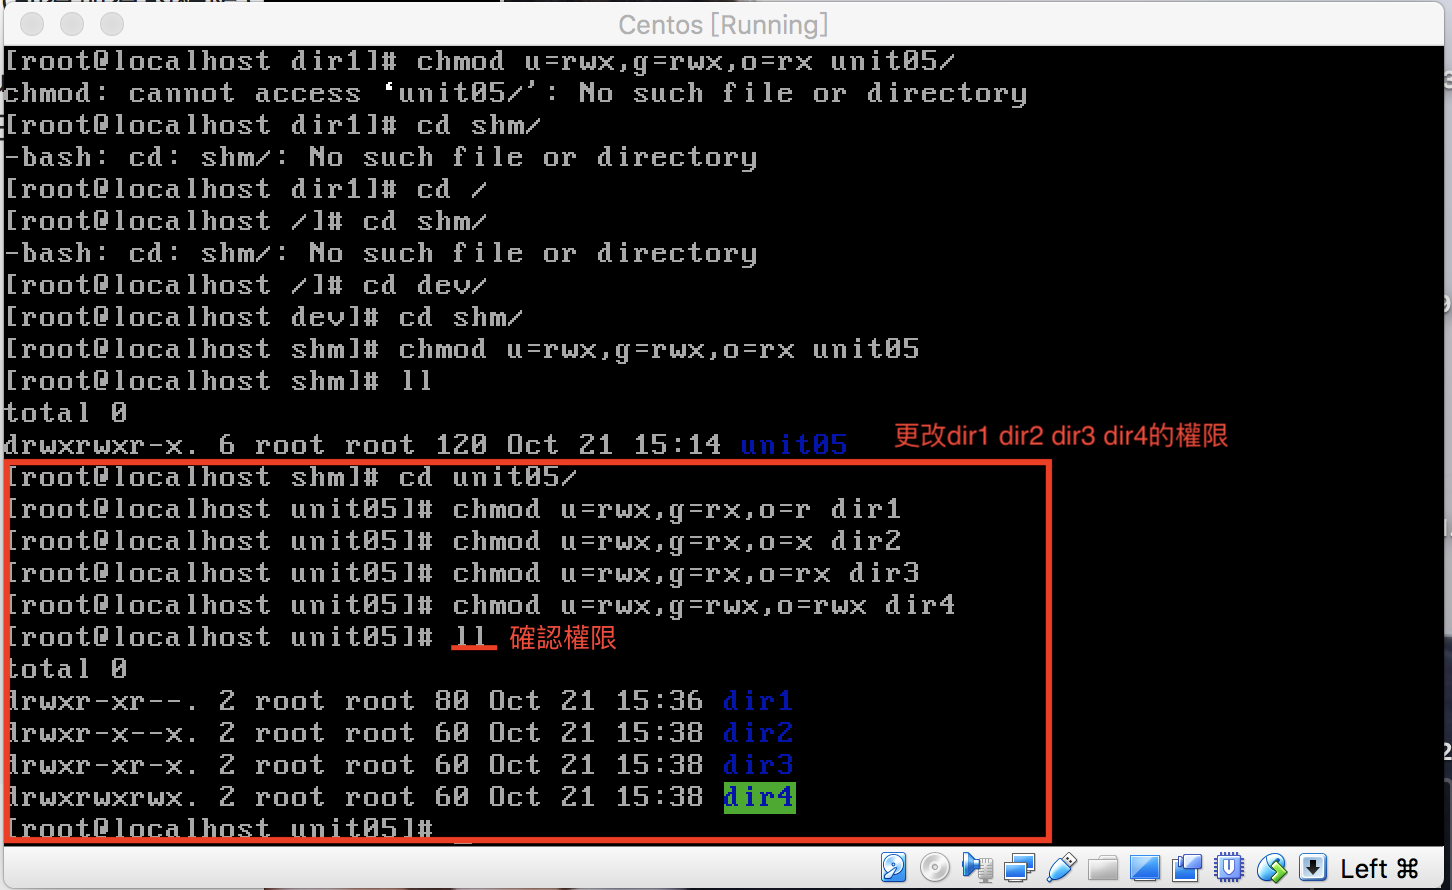 Centos [Running]
[root@localhost dir1]# chmod u=rwx,g=rwx,o=rx unit05/
chmod: cannot access ‘unit05/’: No such file or directory
[root@localhost dir1]# cd shm/
-bash: cd: shm/: No such file or directory
[root@localhost dir1]# cd /
[root@localhost /]# cd shm/
-bash: cd: shm/: No such file or directory
[root@localhost /]# cd dev/
[root@localhost dev]# cd shm/
[root@localhost shm]# chmod u=rwx,g=rwx,o=rx unit05
[root@localhost shm]# ll
total 0
drwxrwxr-x. 6 root root 120 Oct 21 15:14 unit05
更改dir1 dir2 dir3 dir4的權限
[root@localhost shm]# cd unit05/
[root@localhost unit05]# chmod u=rwx,g=rx,o=r dir1
[root@localhost unit05]# chmod u=rwx,g=rx,o=x dir2
[root@localhost unit05]# chmod u=rwx,g=rx,o=rx dir3
[root@localhost unit05]# chmod u=rwx,g=rwx,o=rwx dir4
[root@localhost unit05]# ll 確認權限
total 0
drwxr-xr--. 2 root root 80 Oct 21 15:36 dir1
drwxr-x--x. 2 root root 60 Oct 21 15:38 dir2
drwxr-xr-x. 2 root root 60 Oct 21 15:38 dir3
drwxrwxrwx. 2 root root 60 Oct 21 15:38 dir4
[root@localhost unit05]#
Left ⌘